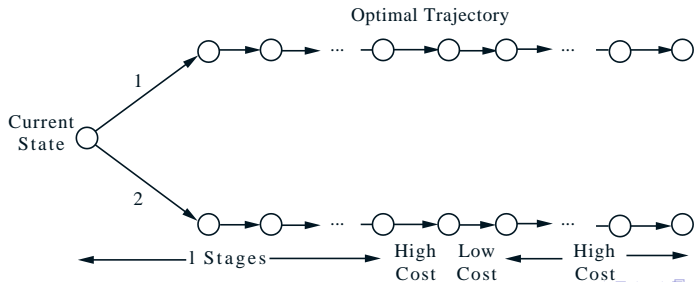 Optimal Trajectory
...
...
1
Current
State
2
...
...
l Stages
High
Cost
Low
Cost
High
Cost